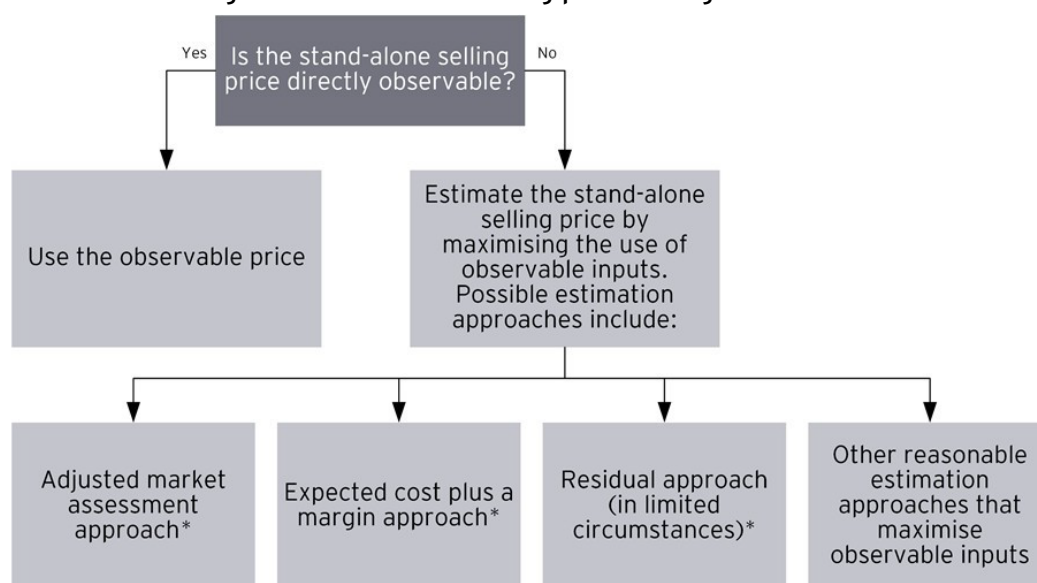 Yes
Is the stand-alone selling
price directly observable?
No
Use the observable price
Estimate the stand-alone
selling price by
maximising the use of
observable inputs.
Possible estimation
approaches include:
Adjusted market
assessment
approach*
Expected cost plus a
margin approach*
Residual approach
(in limited
circumstances)*
Other reasonable
estimation
approaches that
maximise
observable inputs